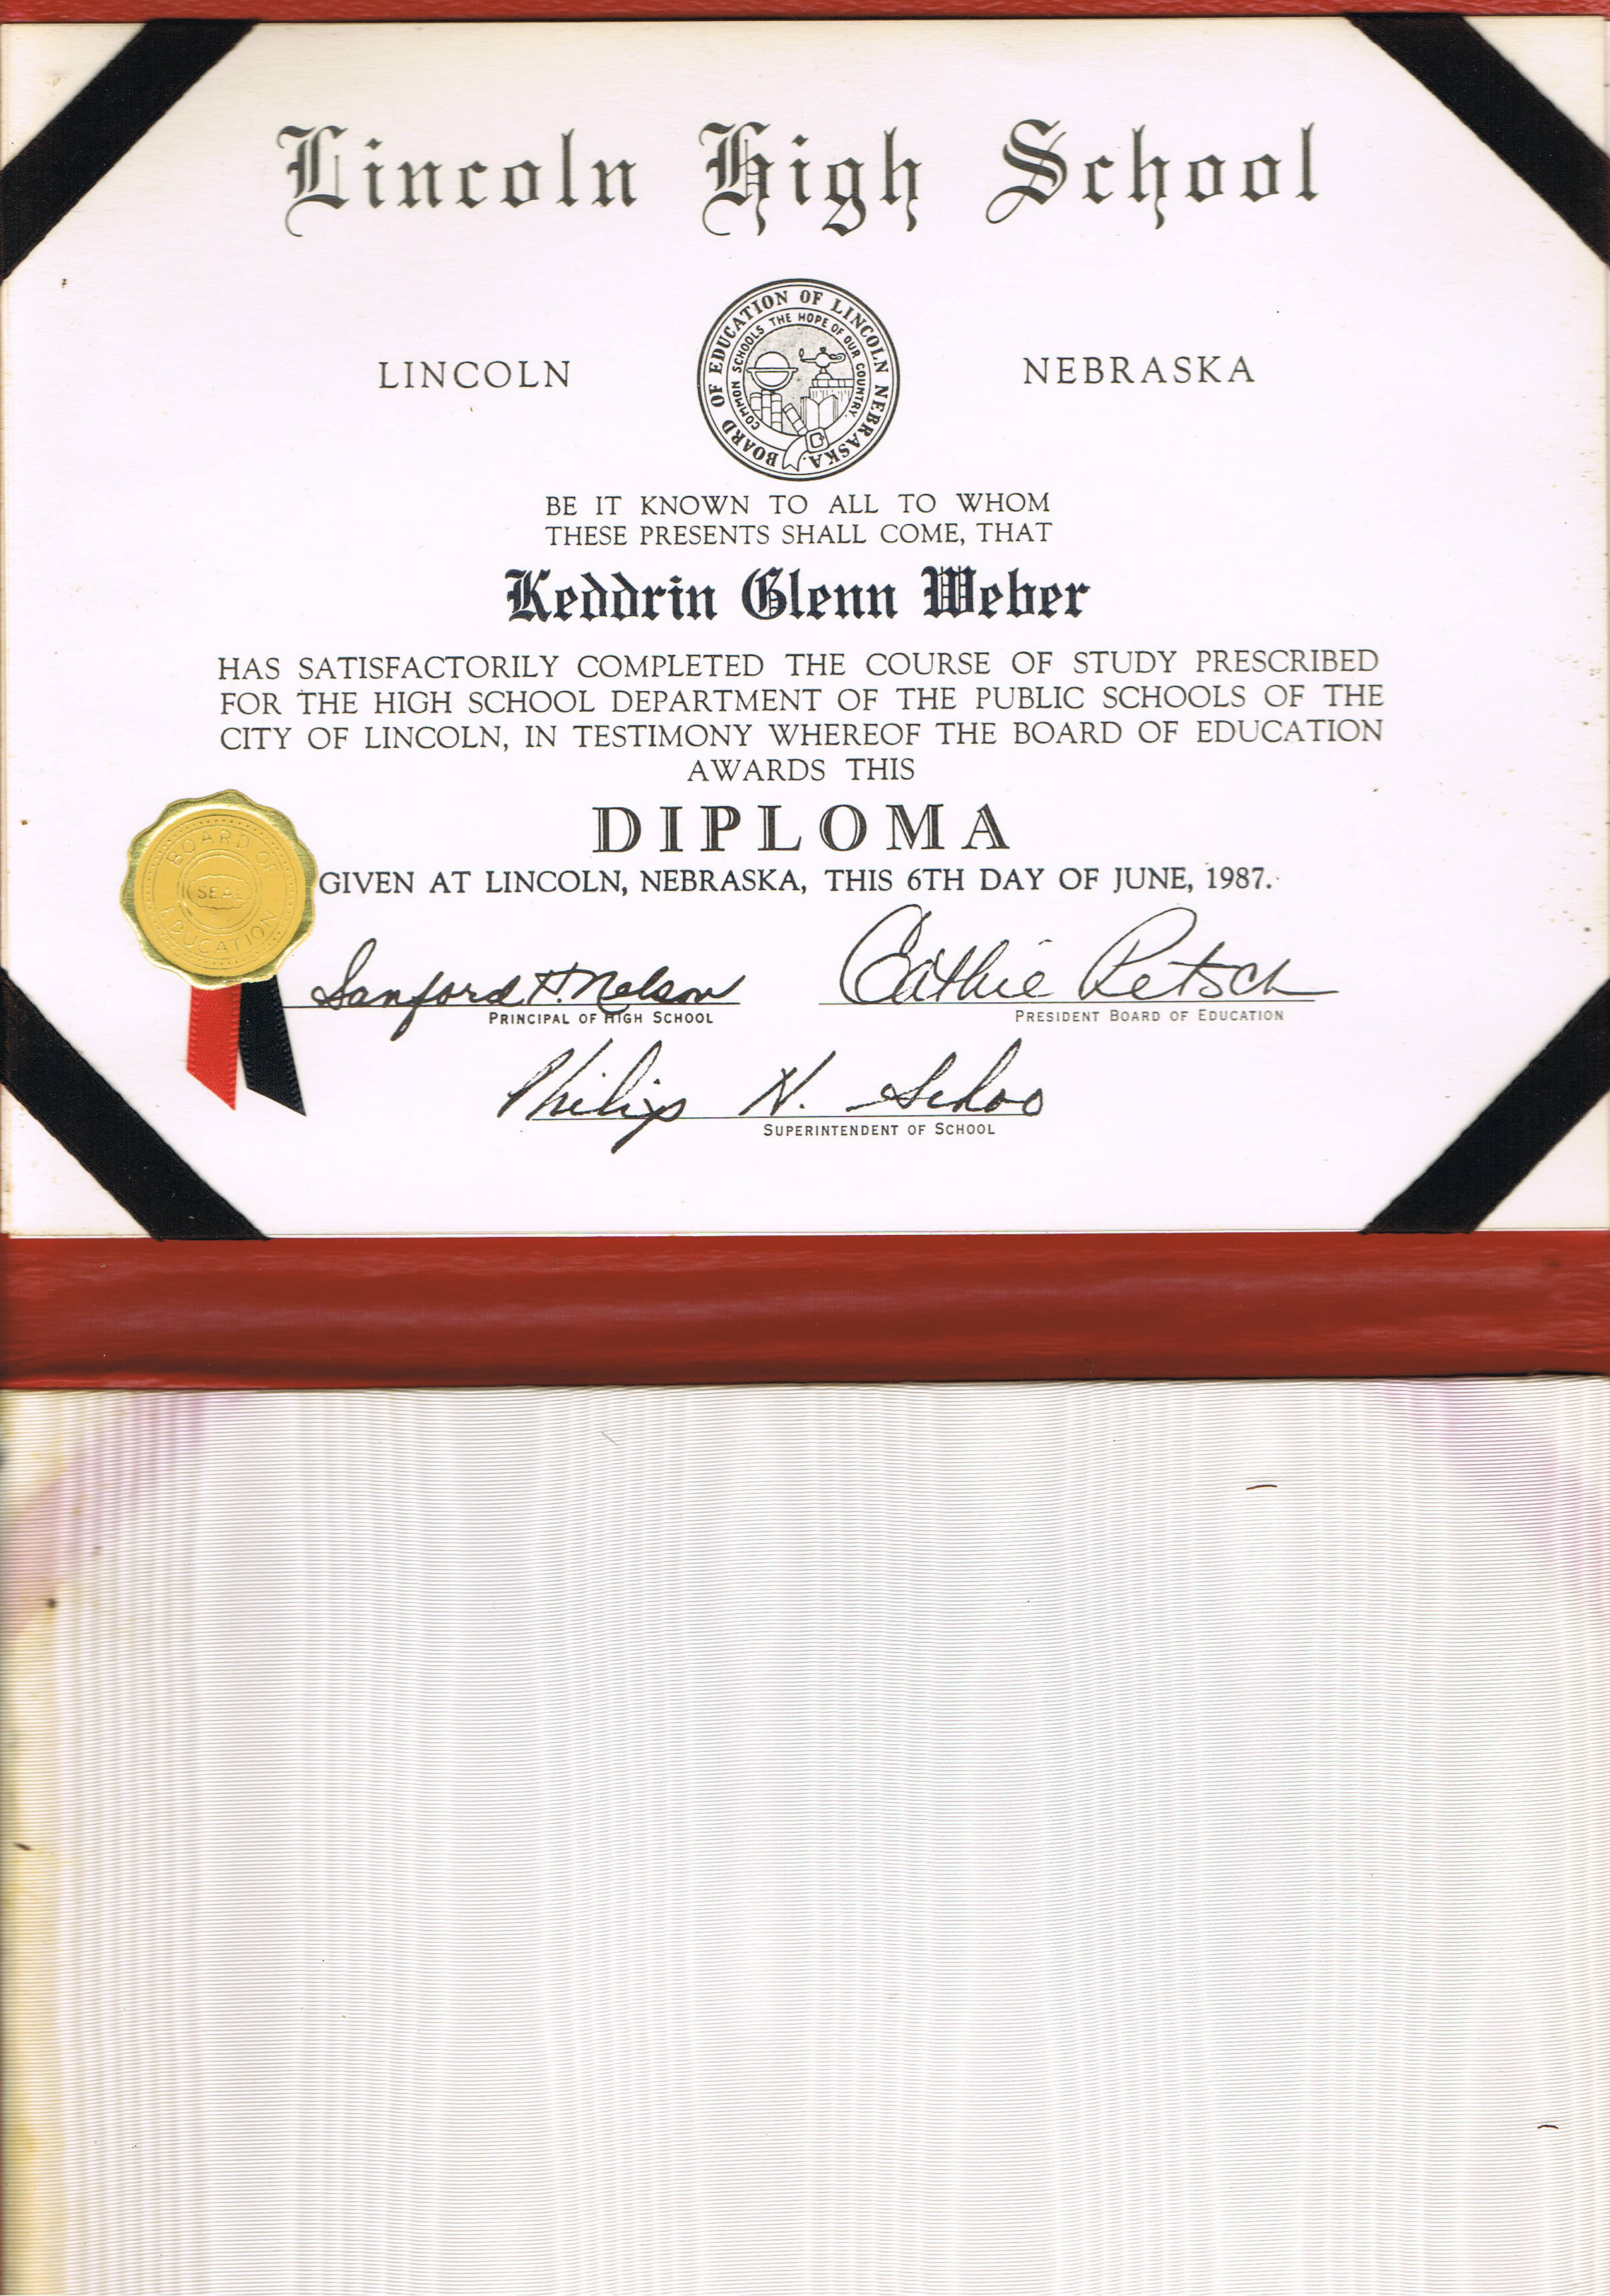 Lincoln High School
BOARD OF EDUCATION OF LINCOLN NEBRASKA.
COMMON SCHOOLS THE HOPE OF OUR COUNTRY.
LINCOLN NEBRASKA
BE IT KNOWN TO ALL TO WHOM
THESE PRESENTS SHALL COME, THAT
Keddrin Glenn Weber
HAS SATISFACTORILY COMPLETED THE COURSE OF STUDY PRESCRIBED
FOR THE HIGH SCHOOL DEPARTMENT OF THE PUBLIC SCHOOLS OF THE
CITY OF LINCOLN, IN TESTIMONY WHEREOF THE BOARD OF EDUCATION
AWARDS THIS
DIPLOMA
GIVEN AT LINCOLN, NEBRASKA, THIS 6TH DAY OF JUNE, 1987.
BOARD OF
SEAL
EDUCATION
Sanford H. Nelson Cathie Petsch
PRINCIPAL OF HIGH SCHOOL PRESIDENT BOARD OF EDUCATION
Philip H. Schoo
SUPERINTENDENT OF SCHOOL